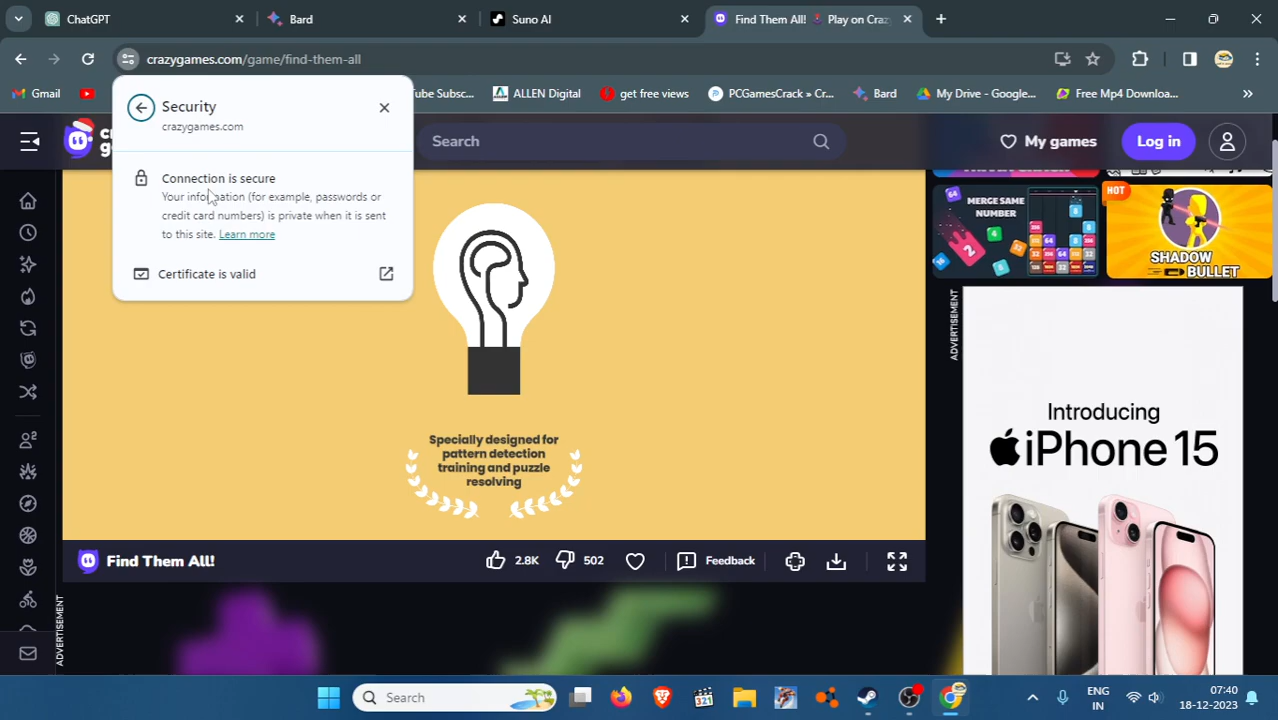 ChatGPT
Bard
Suno AI
Find Them All! Play on Craz
crazygames.com/game/find-them-all
Gmail
Tube Subsc...
ALLEN Digital
get free views
PCGamesCrack » Cr...
Bard
My Drive - Google...
Free Mp4 Downloa...
»
Security
crazygames.com
Connection is secure
Your information (for example, passwords or
credit card numbers) is private when it is sent
to this site. Learn more
Certificate is valid
Search
My games
Log in
MERGE SAME
NUMBER
HOT
SHADOW
BULLET
Specially designed for
pattern detection
training and puzzle
resolving
ADVERTISEMENT
Introducing
iPhone 15
Find Them All!
2.8K
502
Feedback
ADVERTISEMENT
Search
ENG
IN
07:40
18-12-2023